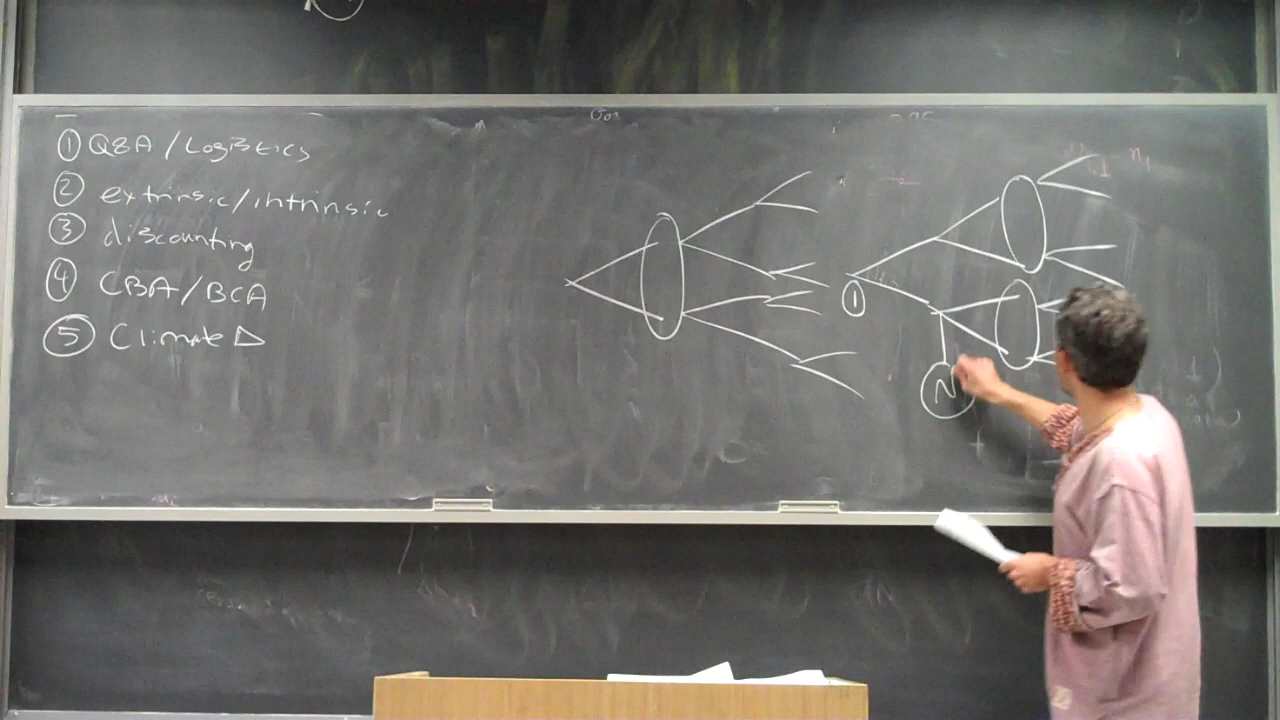 ① Q&A / Logistics
② extrinsic/intrinsic
③ discounting
④ CBA/BCA
⑤ Climate Δ
①
N